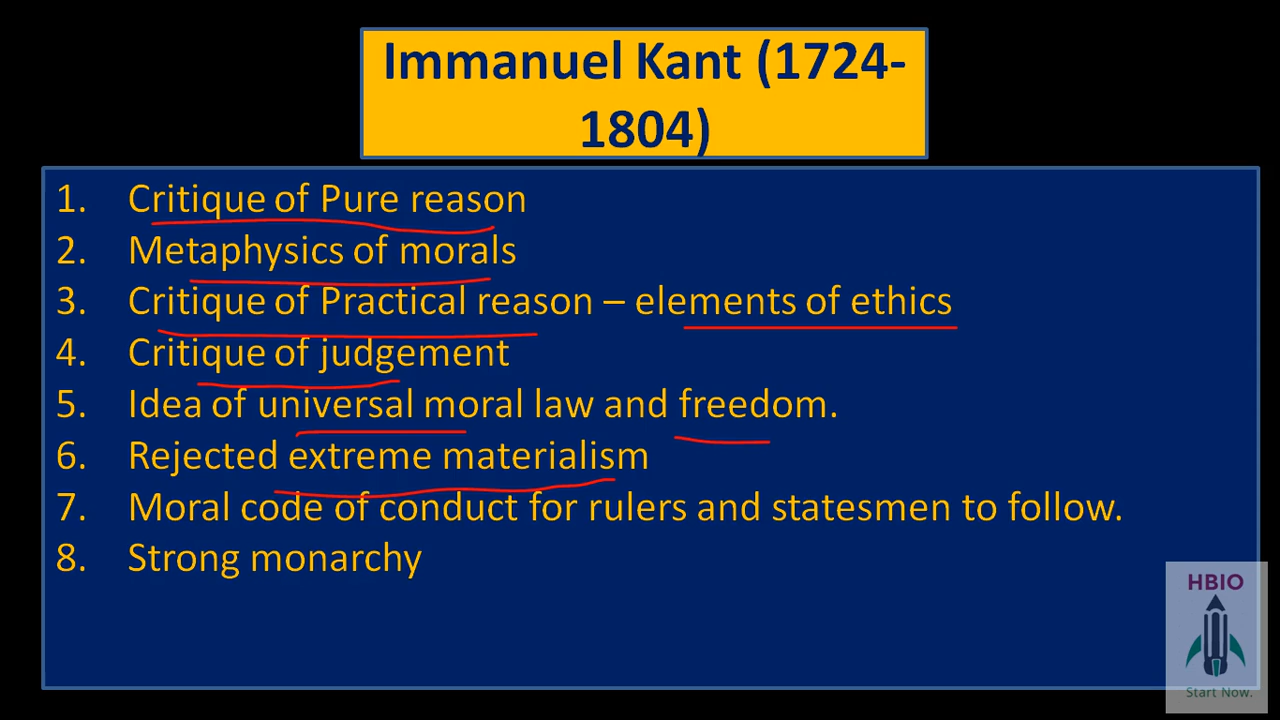 Immanuel Kant (1724-
1804)
1. Critique of Pure reason
2. Metaphysics of morals
3. Critique of Practical reason – elements of ethics
4. Critique of judgement
5. Idea of universal moral law and freedom.
6. Rejected extreme materialism
7. Moral code of conduct for rulers and statesmen to follow.
8. Strong monarchy
HBIO
Start Now.